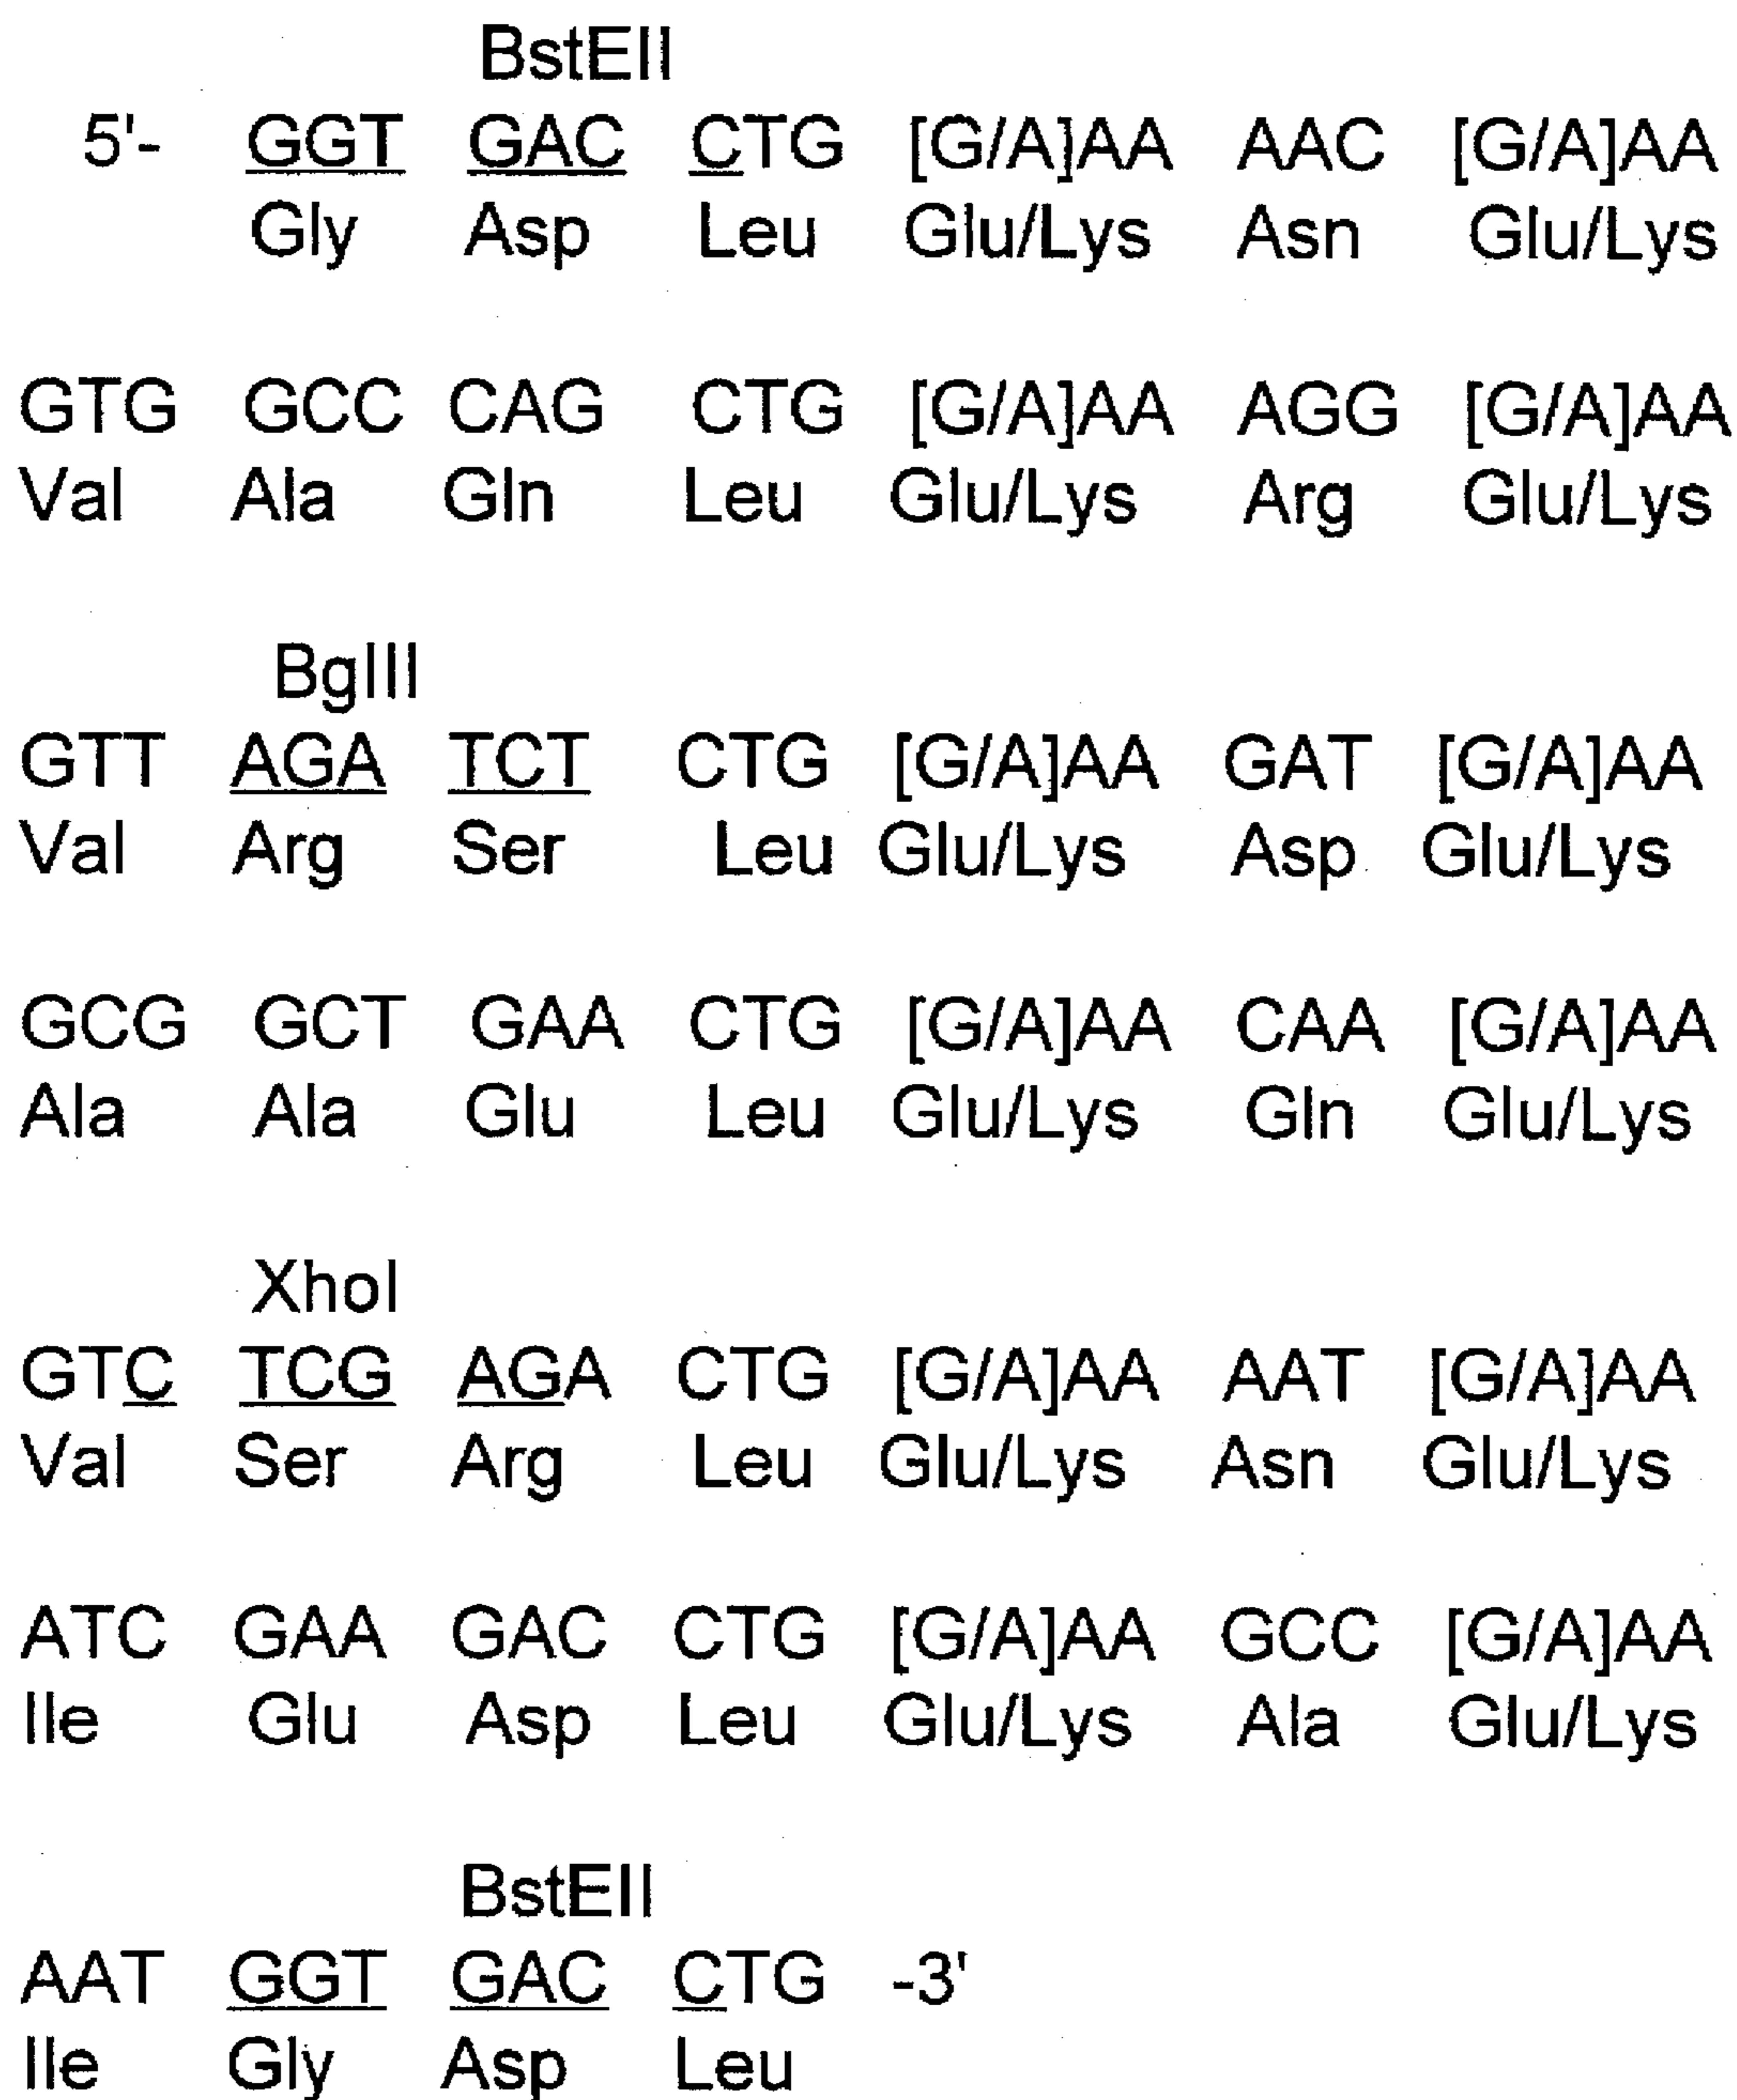 BstEII
5'- GGT GAC CTG [G/A]AA AAC [G/A]AA
Gly Asp Leu Glu/Lys Asn Glu/Lys
GTG GCC CAG CTG [G/A]AA AGG [G/A]AA
Val Ala Gln Leu Glu/Lys Arg Glu/Lys
BglII
GTT AGA TCT CTG [G/A]AA GAT [G/A]AA
Val Arg Ser Leu Glu/Lys Asp Glu/Lys
GCG GCT GAA CTG [G/A]AA CAA [G/A]AA
Ala Ala Glu Leu Glu/Lys Gln Glu/Lys
XhoI
GTC TCG AGA CTG [G/A]AA AAT [G/A]AA
Val Ser Arg Leu Glu/Lys Asn Glu/Lys
ATC GAA GAC CTG [G/A]AA GCC [G/A]AA
Ile Glu Asp Leu Glu/Lys Ala Glu/Lys
BstEII
AAT GGT GAC CTG -3'
Ile Gly Asp Leu